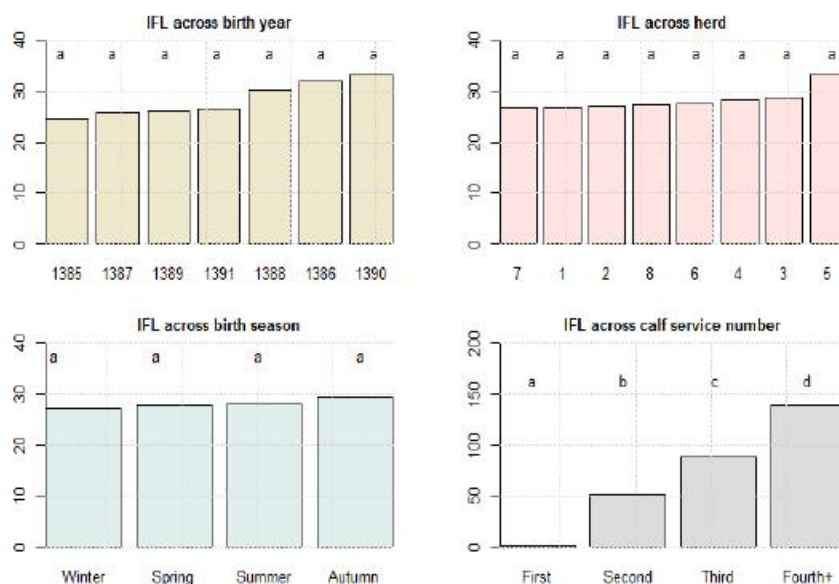 IFL across birth year
40
30
20
10
0
a a a a a a a
1385 1387 1389 1391 1388 1386 1390
IFL across herd
40
30
20
10
0
a a a a a a a a
7 1 2 8 6 4 3 5
IFL across birth season
40
30
20
10
0
a a a a
Winter Spring Summer Autumn
IFL across calf service number
200
150
100
50
0
a b c d
First Second Third Fourth+